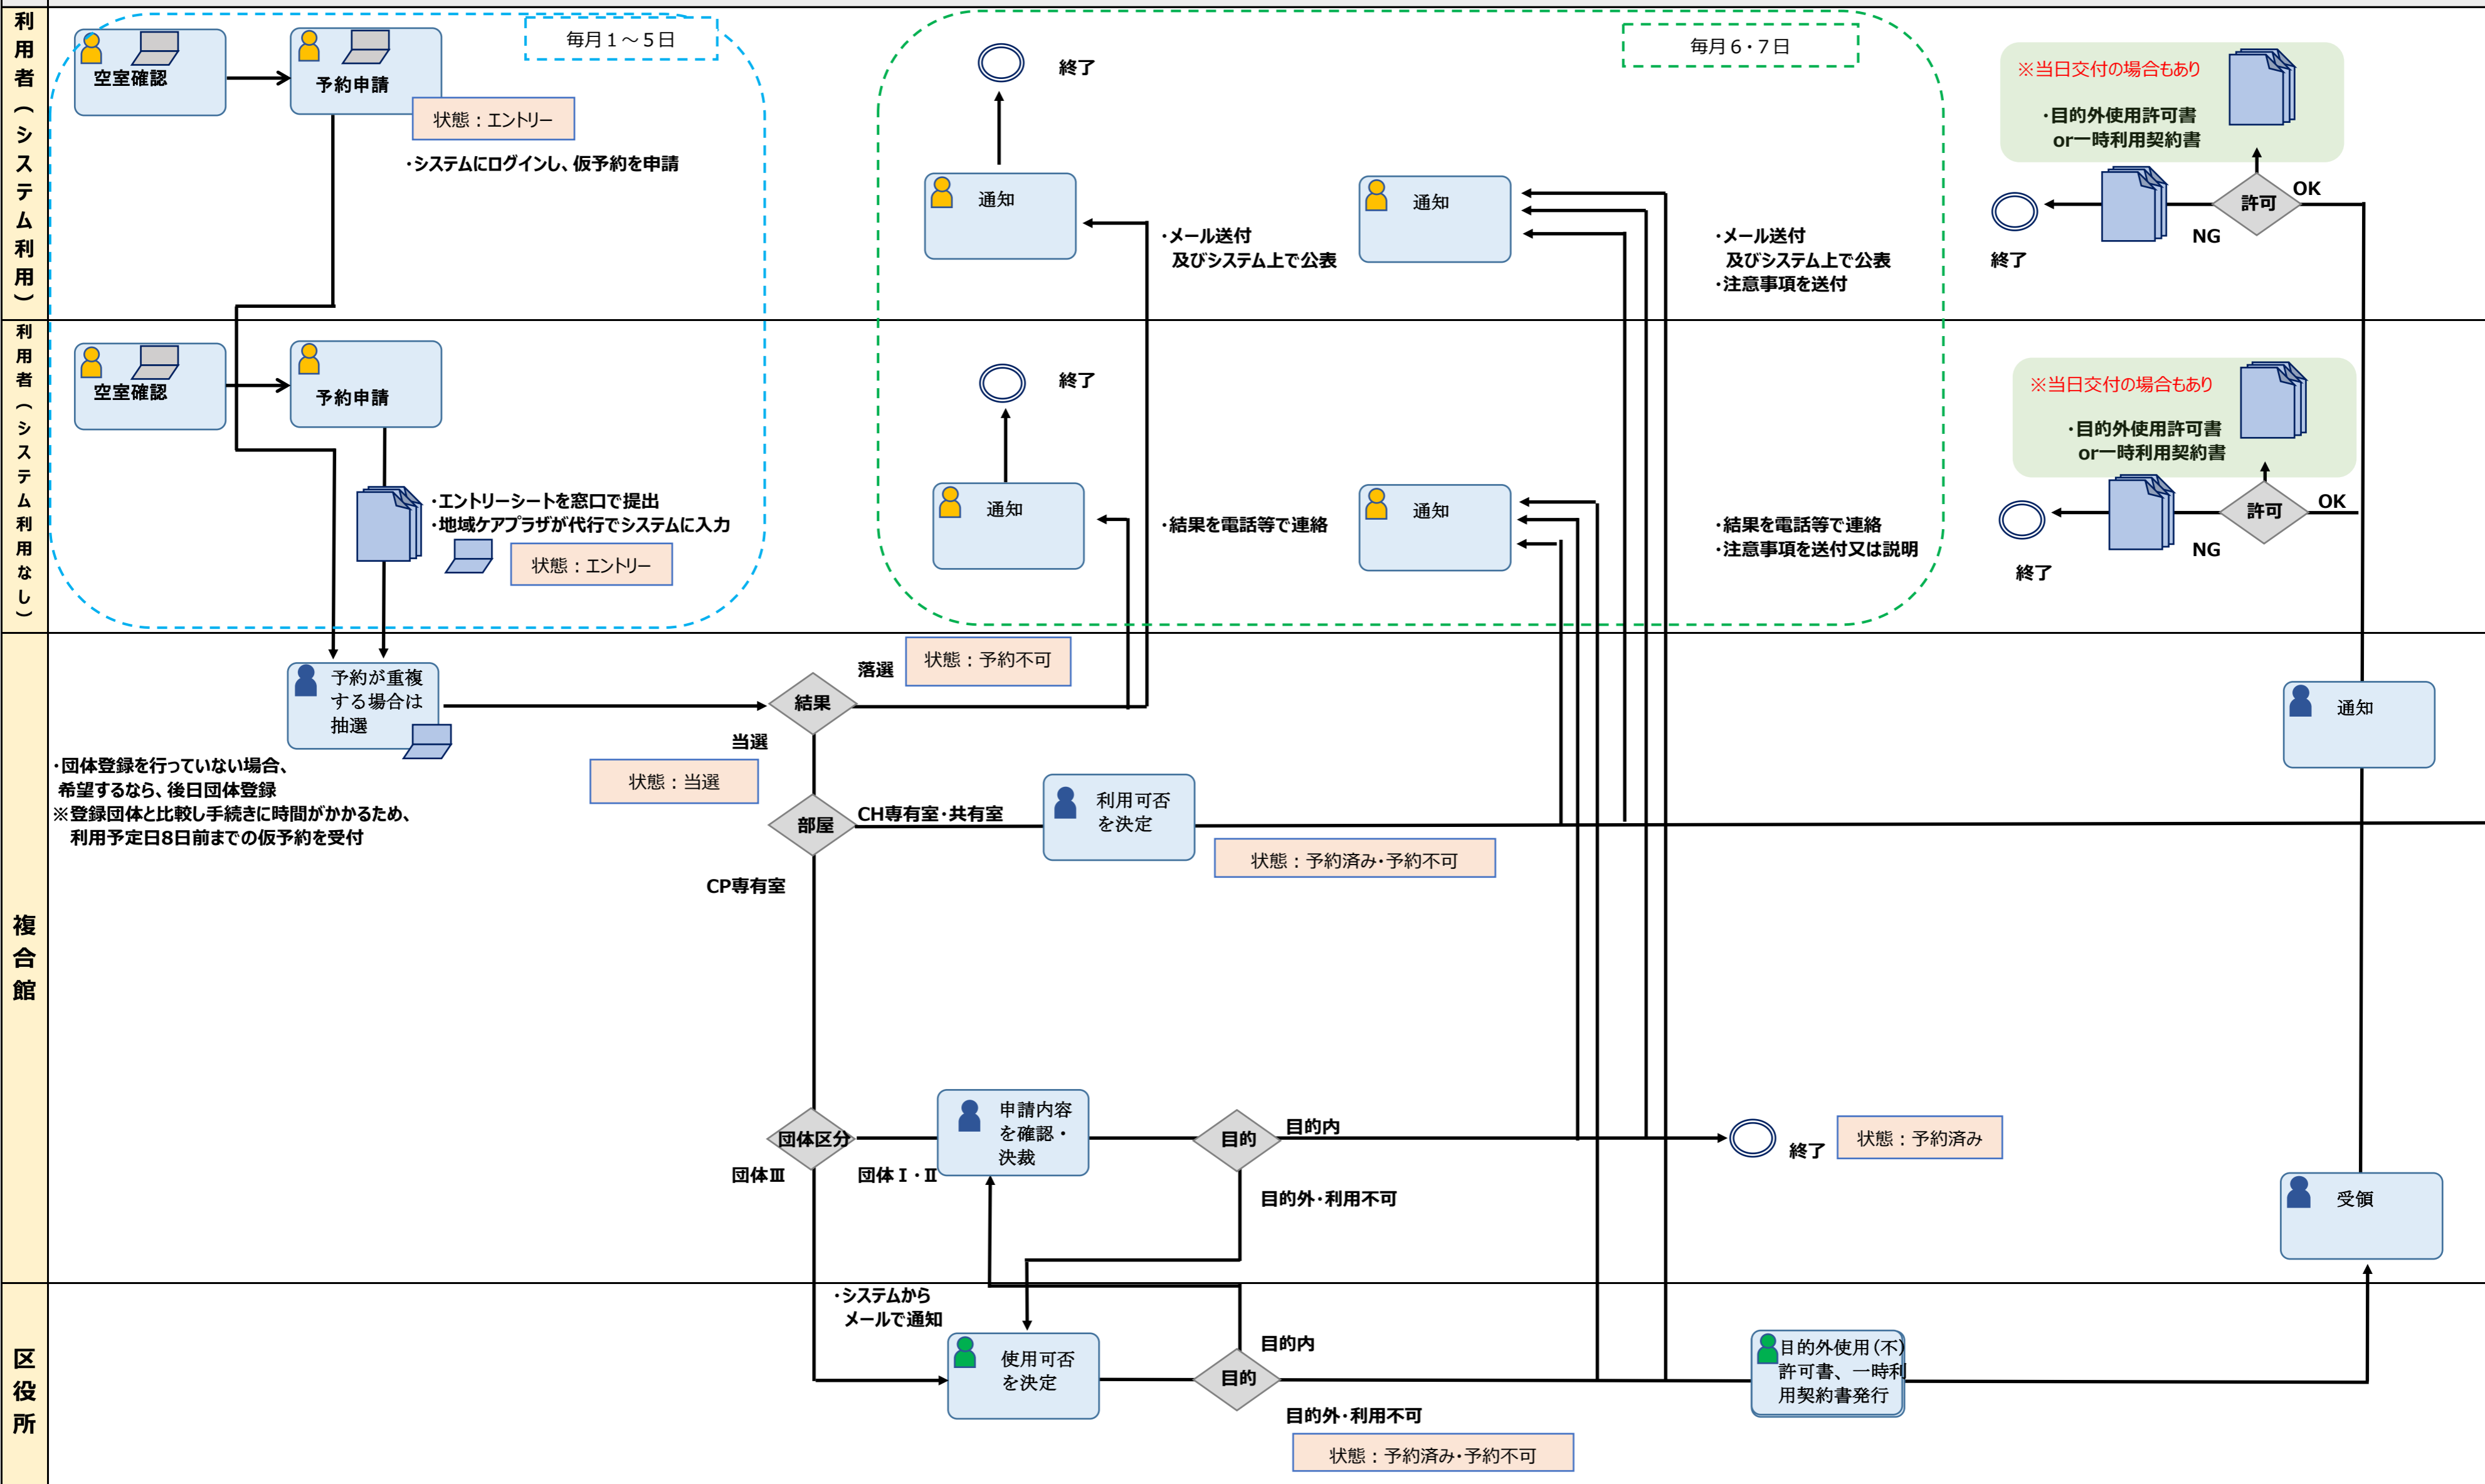 利用者（システム利用）
空室確認
予約申請
毎月１～５日
状態：エントリー
・システムにログインし、仮予約を申請
終了
通知
・メール送付
及びシステム上で公表
毎月６・７日
通知
・メール送付
及びシステム上で公表
・注意事項を送付
※当日交付の場合もあり
・目的外使用許可書
or一時利用契約書
許可
OK
NG
終了
利用者（システム利用なし）
空室確認
予約申請
・エントリーシートを窓口で提出
・地域ケアプラザが代行でシステムに入力
状態：エントリー
終了
通知
・結果を電話等で連絡
通知
・結果を電話等で連絡
・注意事項を送付又は説明
※当日交付の場合もあり
・目的外使用許可書
or一時利用契約書
許可
OK
NG
終了
複合館
予約が重複
する場合は
抽選
・団体登録を行っていない場合、
希望するなら、後日団体登録
※登録団体と比較し手続きに時間がかかるため、
利用予定日8日前までの仮予約を受付
結果
落選
状態：予約不可
当選
状態：当選
部屋
CH専有室・共有室
利用可否
を決定
状態：予約済み・予約不可
CP専有室
通知
団体区分
団体Ⅲ
団体Ⅰ・Ⅱ
申請内容
を確認・
決裁
目的
目的内
目的外・利用不可
終了
状態：予約済み
受領
区役所
・システムから
メールで通知
使用可否
を決定
目的
目的内
目的外・利用不可
状態：予約済み・予約不可
目的外使用（不）
許可書、一時利
用契約書発行